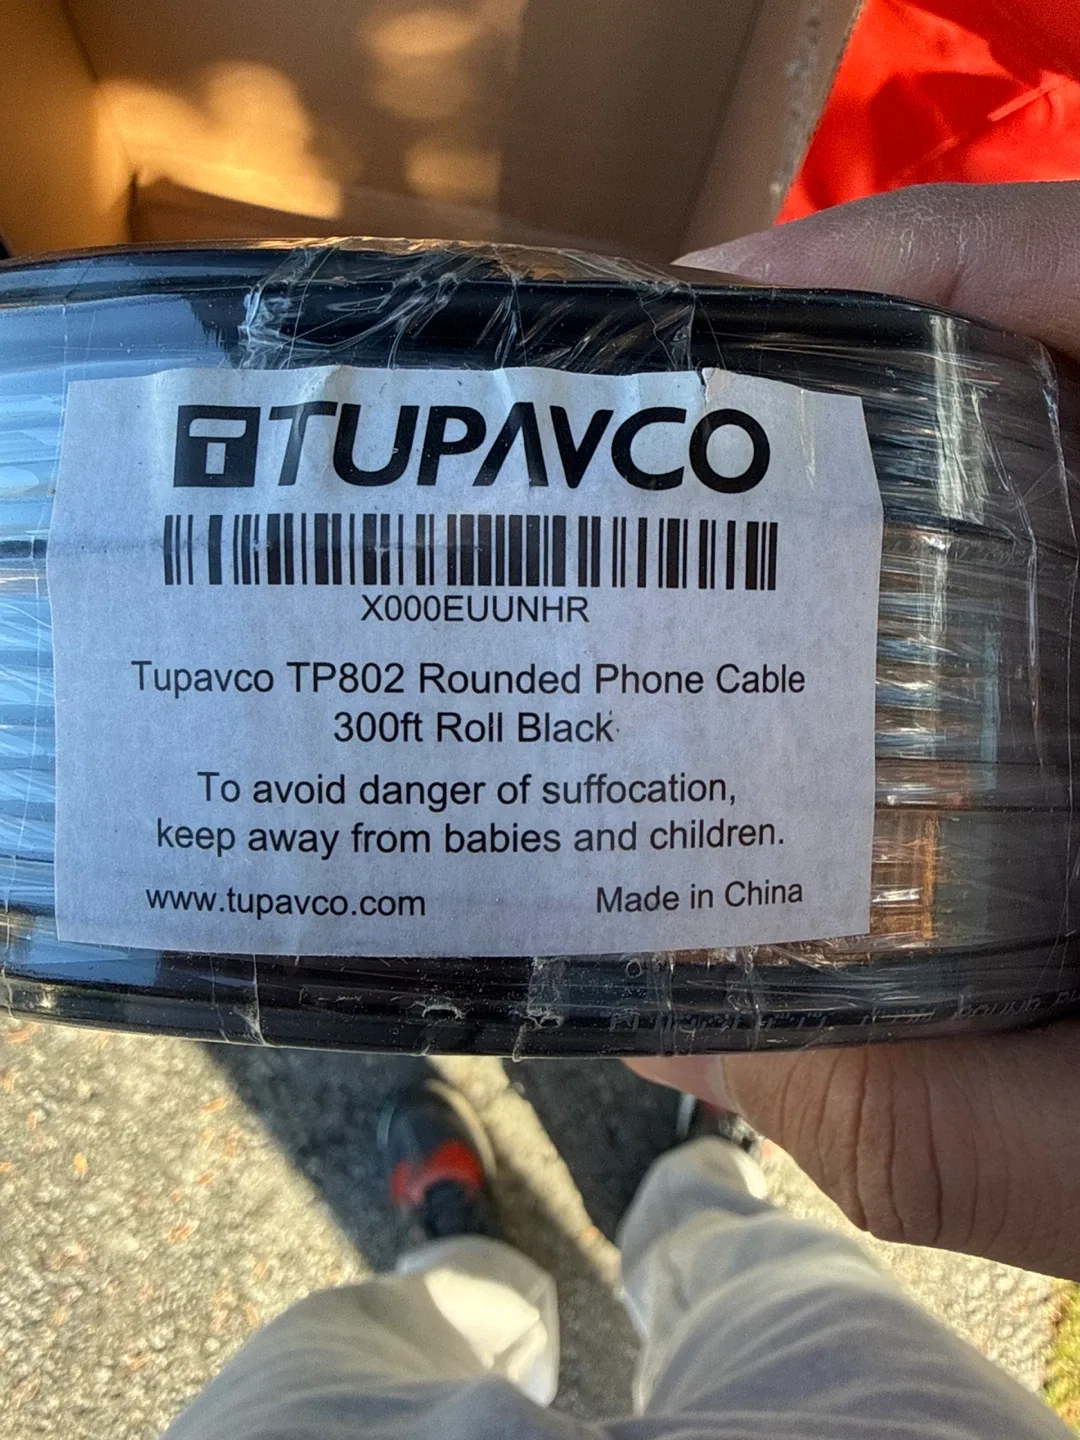 TUPAVCO
X000EUUNHR
Tupavco TP802 Rounded Phone Cable
300ft Roll Black
To avoid danger of suffocation,
keep away from babies and children.
www.tupavco.com Made in China